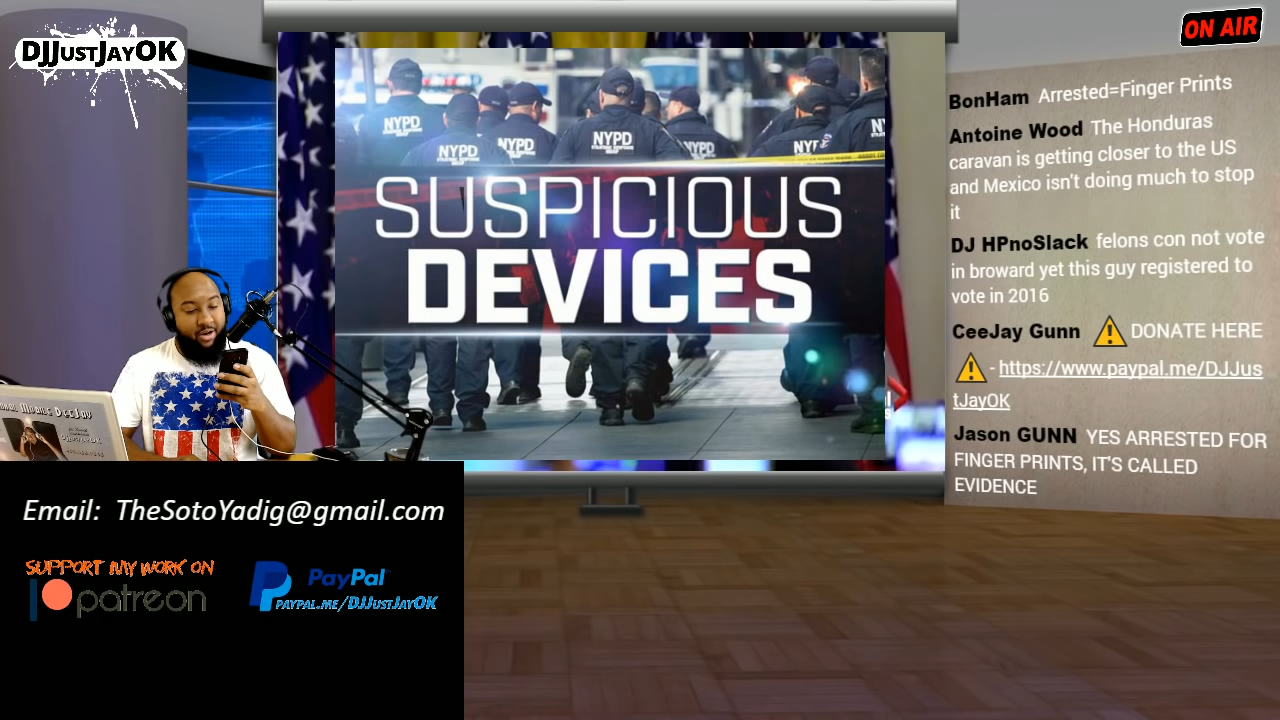 DJJustJayOK
ON AIR
NYPD
NYPD
NYPD
NYPD
SUSPICIOUS
DEVICES
BonHam Arrested=Finger Prints
Antoine Wood The Honduras
caravan is getting closer to the US
and Mexico isn't doing much to stop
it
DJ HPnoSlack felons con not vote
in broward yet this guy registered to
vote in 2016
CeeJay Gunn ⚠ DONATE HERE
⚠ - https://www.paypal.me/DJJus
tJayOK
Jason GUNN YES ARRESTED FOR
FINGER PRINTS, IT'S CALLED
EVIDENCE
Email: TheSotoYadig@gmail.com
SUPPORT MY WORK ON
patreon
PayPal
PAYPAL.ME/DJJUSTJAYOK